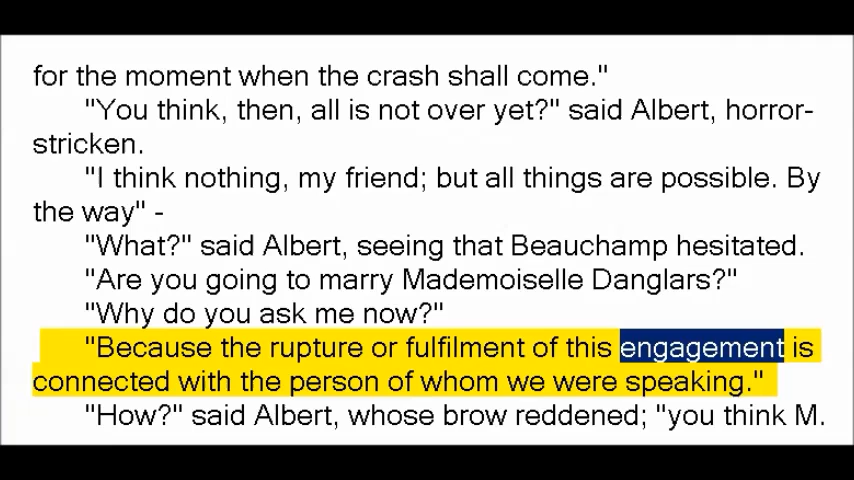 for the moment when the crash shall come."
"You think, then, all is not over yet?" said Albert, horror-
stricken.
"I think nothing, my friend; but all things are possible. By
the way" -
"What?" said Albert, seeing that Beauchamp hesitated.
"Are you going to marry Mademoiselle Danglars?"
"Why do you ask me now?"
"Because the rupture or fulfilment of this engagement is
connected with the person of whom we were speaking."
"How?" said Albert, whose brow reddened; "you think M.